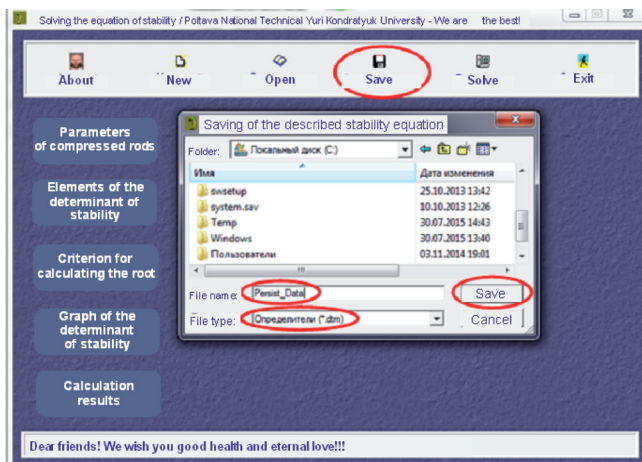 Solving the equation of stability / Poltava National Technical Yuri Kondratyuk University - We are the best!
About New Open Save Solve Exit
Parameters
of compressed rods
Elements of the
determinant of
stability
Criterion for
calculating the root
Graph of the
determinant
of stability
Calculation
results
Saving of the described stability equation
Folder: Локальный диск (C:)
Имя Дата изменения
swsetup 25.10.2013 13:42
system.sav 10.10.2013 12:26
Temp 30.07.2015 14:43
Windows 30.07.2015 13:40
Пользователи 03.11.2014 19:01
File name: Persist_Data Save
File type: Определители (*.dtm) Cancel
Dear friends! We wish you good health and eternal love!!!